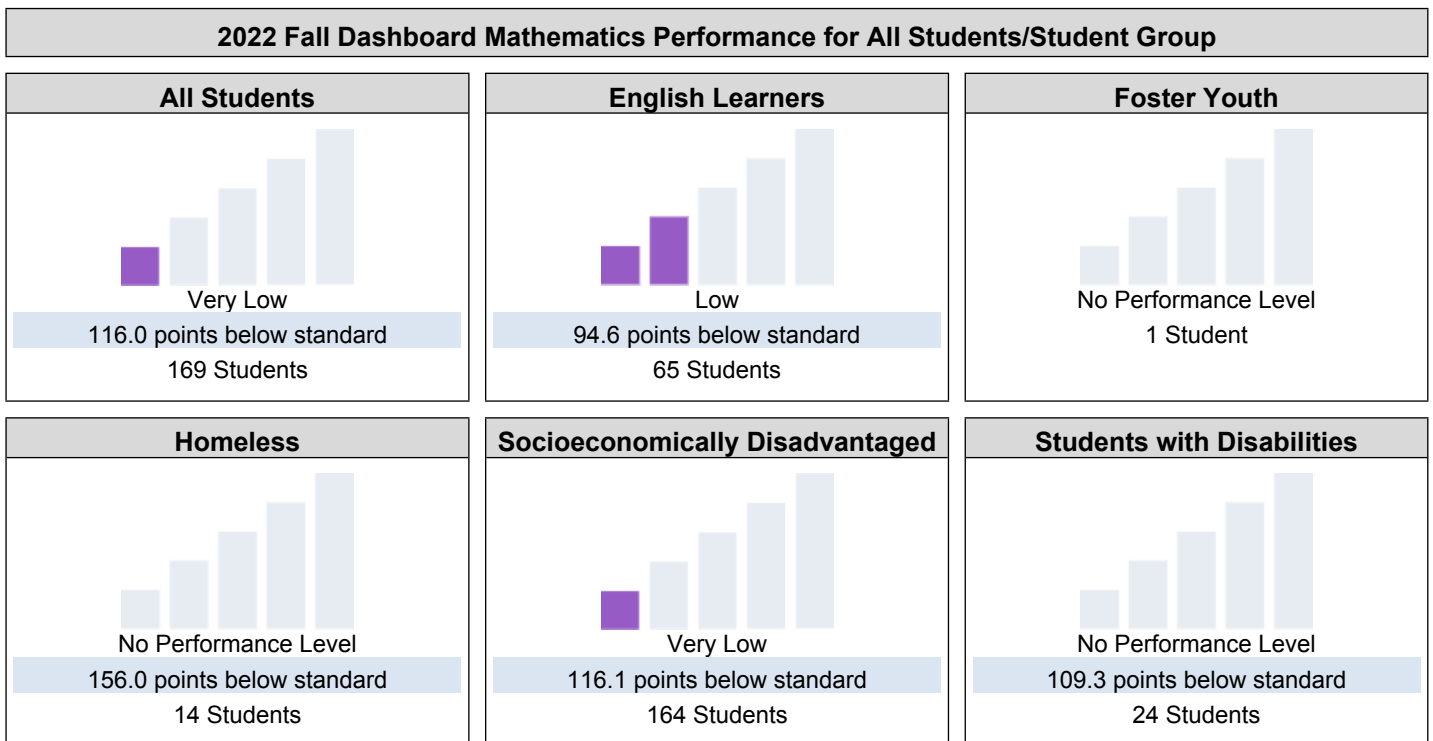 2022 Fall Dashboard Mathematics Performance for All Students/Student Group
All Students
Very Low
116.0 points below standard
169 Students
English Learners
Low
94.6 points below standard
65 Students
Foster Youth
No Performance Level
1 Student
Homeless
No Performance Level
156.0 points below standard
14 Students
Socioeconomically Disadvantaged
Very Low
116.1 points below standard
164 Students
Students with Disabilities
No Performance Level
109.3 points below standard
24 Students